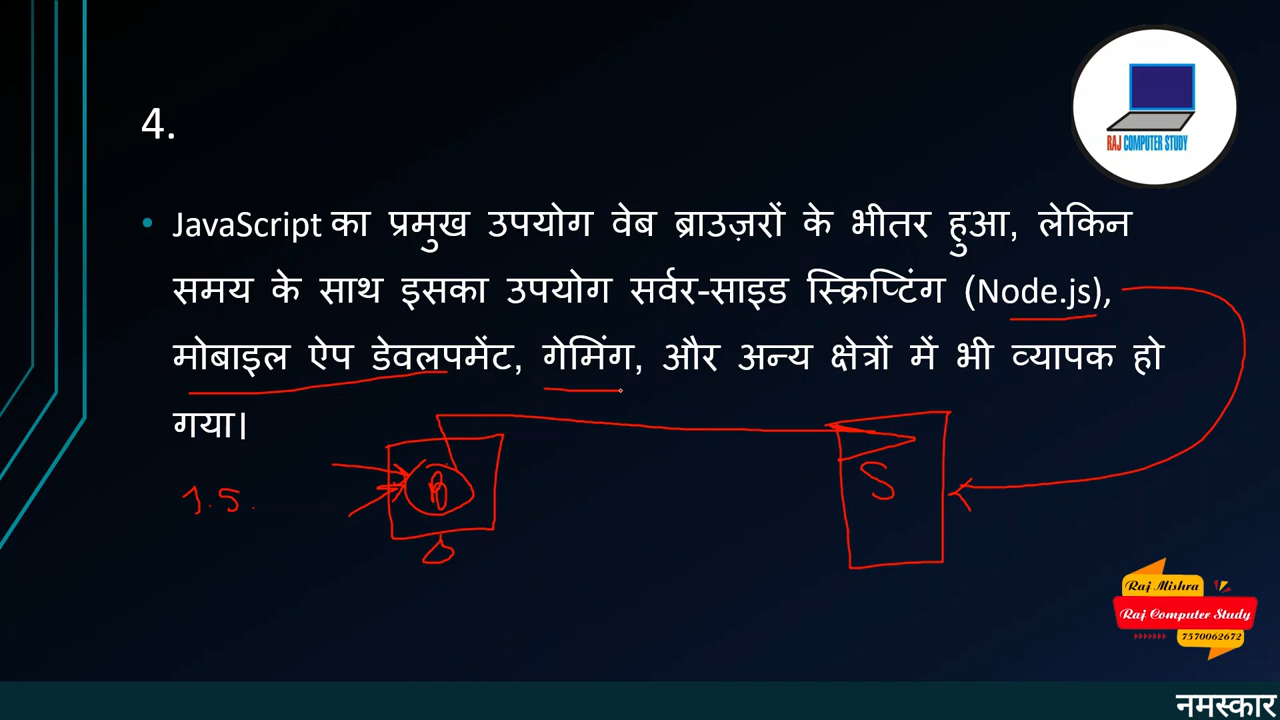 4.
RAJ COMPUTER STUDY
• JavaScript का प्रमुख उपयोग वेब ब्राउज़रों के भीतर हुआ, लेकिन
समय के साथ इसका उपयोग सर्वर-साइड स्क्रिप्टिंग (Node.js),
मोबाइल ऐप डेवलपमेंट, गेमिंग, और अन्य क्षेत्रों में भी व्यापक हो
गया।
B
S
Raj Mishra
Raj Computer Study
7570062672
नमस्कार